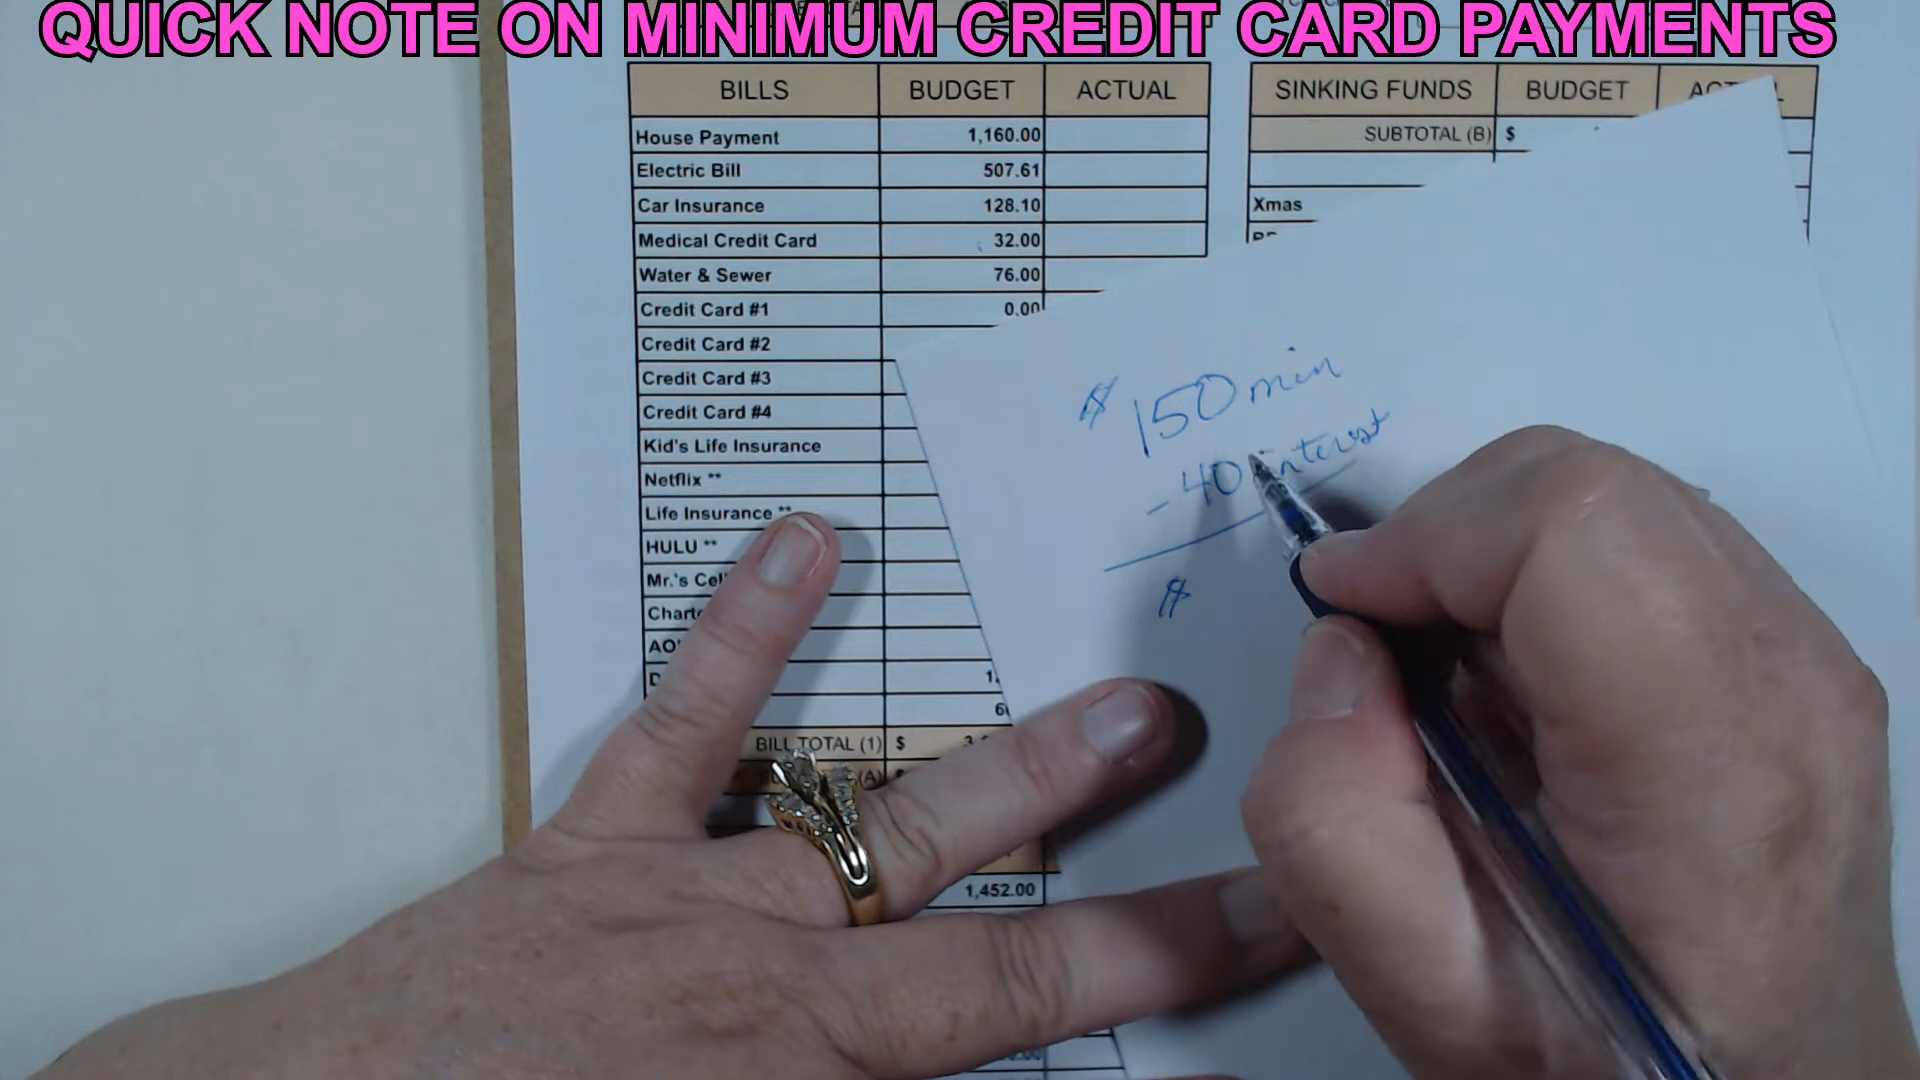 QUICK NOTE ON MINIMUM CREDIT CARD PAYMENTS
BILLS BUDGET ACTUAL
House Payment 1,160.00
Electric Bill 507.61
Car Insurance 128.10
Medical Credit Card 32.00
Water & Sewer 76.00
Credit Card #1 0.00
Credit Card #2
Credit Card #3
Credit Card #4
Kid's Life Insurance
Netflix **
Life Insurance **
HULU **
Mr.'s Cel
BILL TOTAL (1) $
1,452.00
SINKING FUNDS BUDGET
SUBTOTAL (B) $
Xmas
$150 min
- 40 interest
$